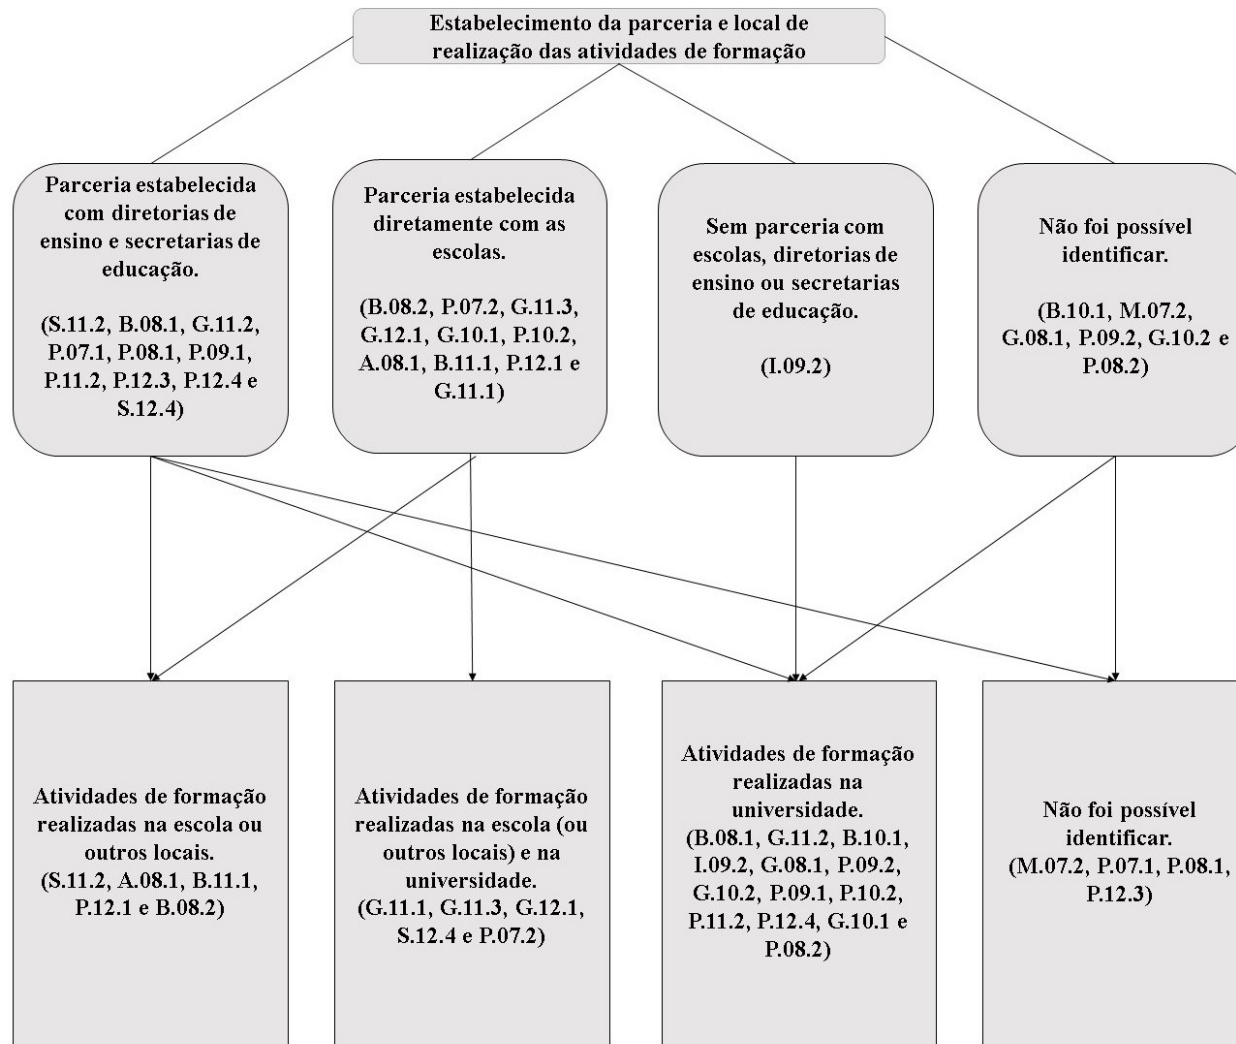 Estabelecimento da parceria e local de
realização das atividades de formação
Parceria estabelecida
com diretorias de
ensino e secretarias de
educação.
(S.11.2, B.08.1, G.11.2,
P.07.1, P.08.1, P.09.1,
P.11.2, P.12.3, P.12.4 e
S.12.4)
Parceria estabelecida
diretamente com as
escolas.
(B.08.2, P.07.2, G.11.3,
G.12.1, G.10.1, P.10.2,
A.08.1, B.11.1, P.12.1 e
G.11.1)
Sem parceria com
escolas, diretorias de
ensino ou secretarias
de educação.
(I.09.2)
Não foi possível
identificar.
(B.10.1, M.07.2,
G.08.1, P.09.2, G.10.2 e
P.08.2)
Atividades de formação
realizadas na escola ou
outros locais.
(S.11.2, A.08.1, B.11.1,
P.12.1 e B.08.2)
Atividades de formação
realizadas na escola (ou
outros locais) e na
universidade.
(G.11.1, G.11.3, G.12.1,
S.12.4 e P.07.2)
Atividades de formação
realizadas na
universidade.
(B.08.1, G.11.2, B.10.1,
I.09.2, G.08.1, P.09.2,
G.10.2, P.09.1, P.10.2,
P.11.2, P.12.4, G.10.1 e
P.08.2)
Não foi possível
identificar.
(M.07.2, P.07.1, P.08.1,
P.12.3)